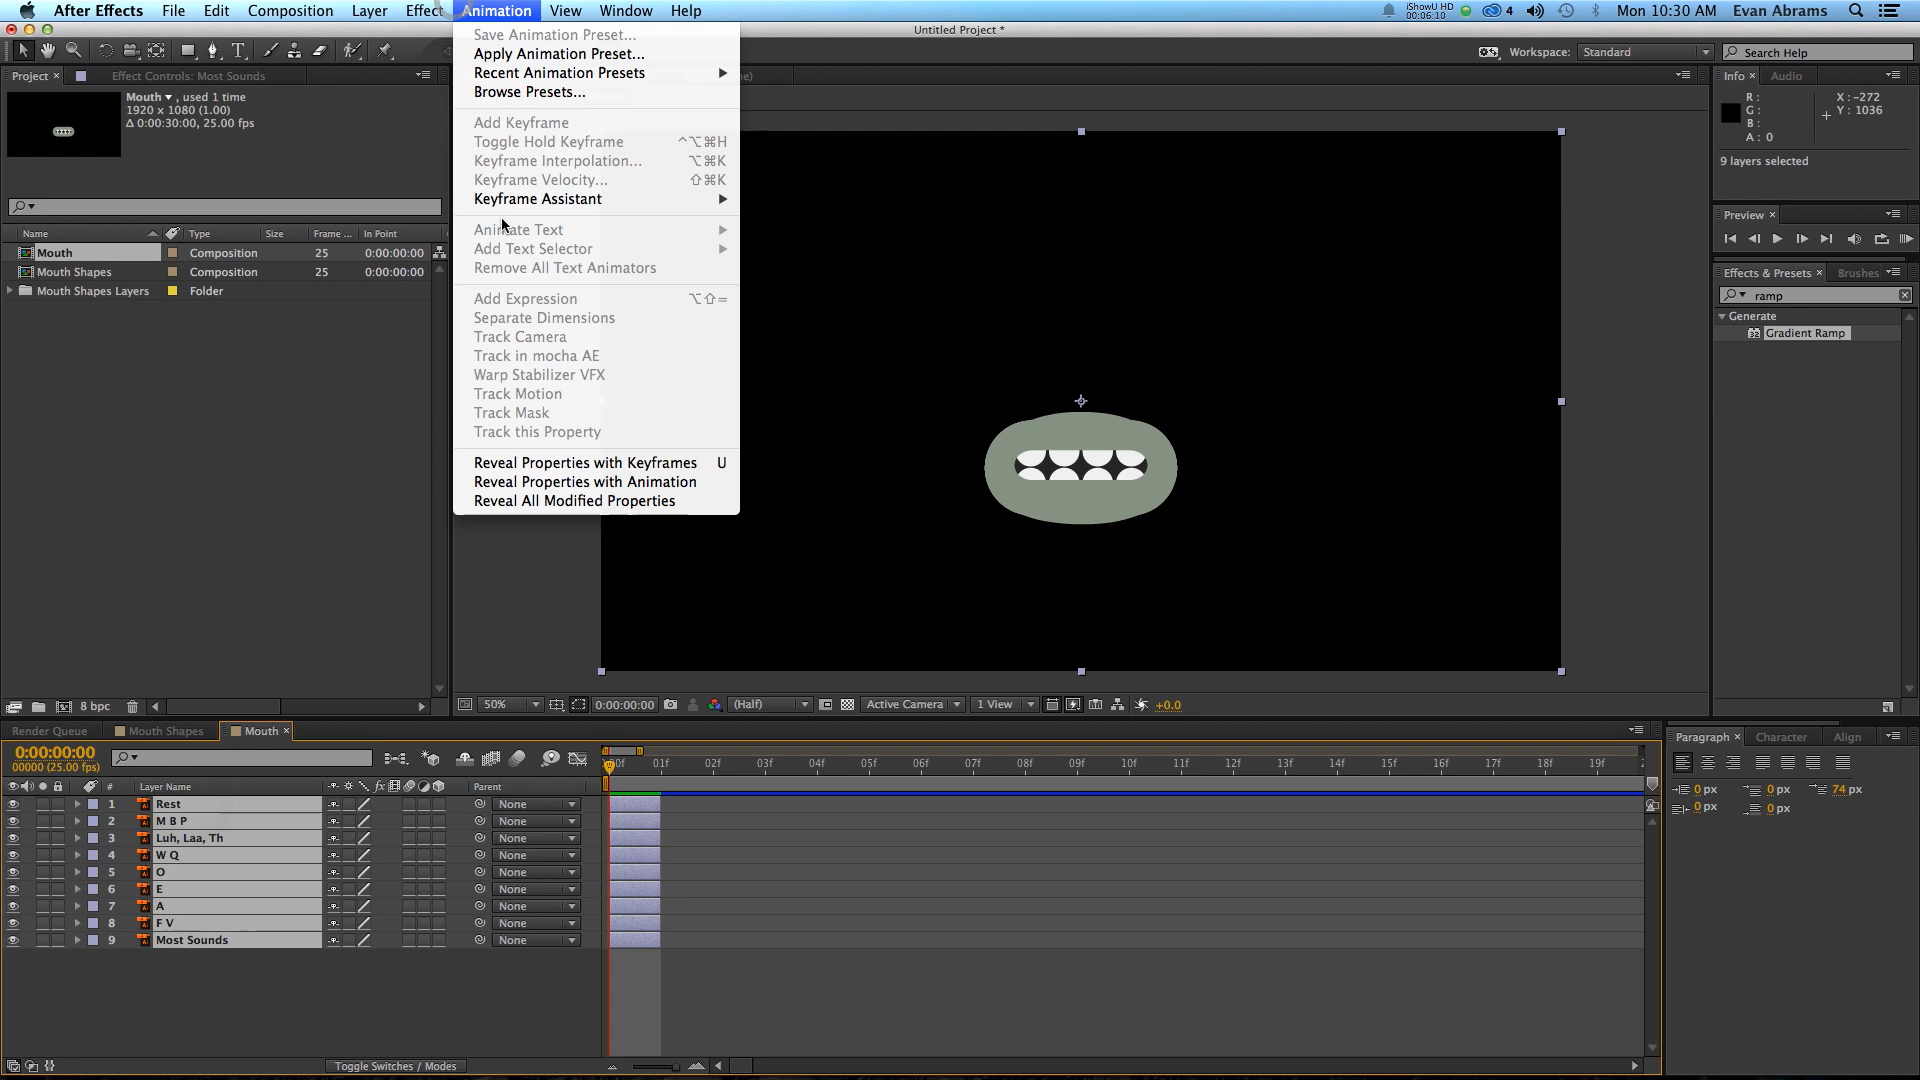 After Effects File Edit Composition Layer Effect Animation View Window Help
iShowU HD
00:06:10
4 Mon 10:30 AM Evan Abrams
Untitled Project *
Workspace: Standard
Search Help
Project × Effect Controls: Most Sounds
Mouth ▾ , used 1 time
1920 x 1080 (1.00)
Δ 0:00:30:00, 25.00 fps
Name Type Size Frame ... In Point
Mouth Composition 25 0:00:00:00
Mouth Shapes Composition 25 0:00:00:00
Mouth Shapes Layers Folder
8 bpc
Save Animation Preset...
Apply Animation Preset...
Recent Animation Presets
Browse Presets...
Add Keyframe
Toggle Hold Keyframe ^⌥⌘H
Keyframe Interpolation... ⌥⌘K
Keyframe Velocity... ⇧⌘K
Keyframe Assistant
Animate Text
Add Text Selector
Remove All Text Animators
Add Expression ⌥⇧=
Separate Dimensions
Track Camera
Track in mocha AE
Warp Stabilizer VFX
Track Motion
Track Mask
Track this Property
Reveal Properties with Keyframes U
Reveal Properties with Animation
Reveal All Modified Properties
50% 0:00:00:00 (Half) Active Camera 1 View +0.0
Info × Audio
R: X: -272
G: Y: 1036
B:
A: 0
9 layers selected
Preview ×
Effects & Presets × Brushes
ramp
Generate
Gradient Ramp
Render Queue Mouth Shapes Mouth ×
0:00:00:00
00000 (25.00 fps)
# Layer Name fx Parent
00f 01f 02f 03f 04f 05f 06f 07f 08f 09f 10f 11f 12f 13f 14f 15f 16f 17f 18f 19f 2
1 Rest None
2 M B P None
3 Luh, Laa, Th None
4 W Q None
5 O None
6 E None
7 A None
8 F V None
9 Most Sounds None
Toggle Switches / Modes
Paragraph × Character Align
0 px 0 px 74 px
0 px 0 px